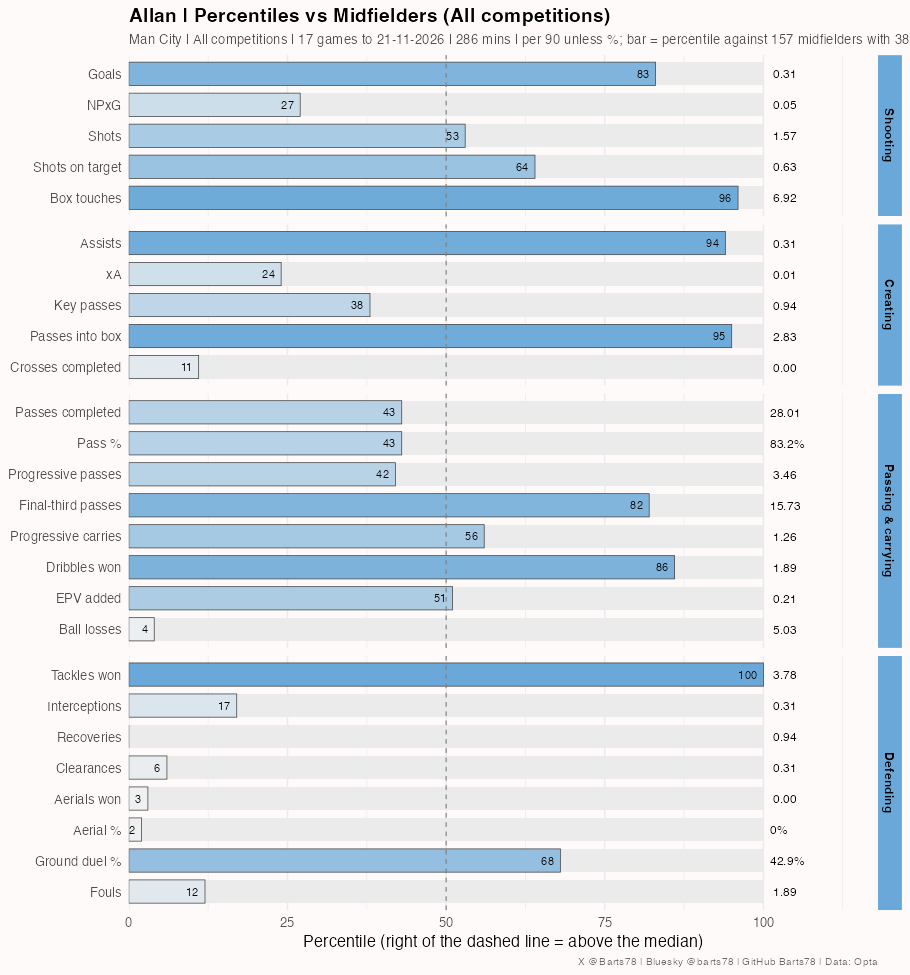 Allan | Percentiles vs Midfielders (All competitions)
Man City | All competitions | 17 games to 21-11-2026 | 286 mins | per 90 unless %; bar = percentile against 157 midfielders with 38
Shooting
Goals 83 0.31
NPxG 27 0.05
Shots 53 1.57
Shots on target 64 0.63
Box touches 96 6.92
Creating
Assists 94 0.31
xA 24 0.01
Key passes 38 0.94
Passes into box 95 2.83
Crosses completed 11 0.00
Passing & carrying
Passes completed 43 28.01
Pass % 43 83.2%
Progressive passes 42 3.46
Final-third passes 82 15.73
Progressive carries 56 1.26
Dribbles won 86 1.89
EPV added 51 0.21
Ball losses 4 5.03
Defending
Tackles won 100 3.78
Interceptions 17 0.31
Recoveries 0.94
Clearances 6 0.31
Aerials won 3 0.00
Aerial % 2 0%
Ground duel % 68 42.9%
Fouls 12 1.89
0 25 50 75 100
Percentile (right of the dashed line = above the median)
X @Barts78 | Bluesky @barts78 | GitHub Barts78 | Data: Opta